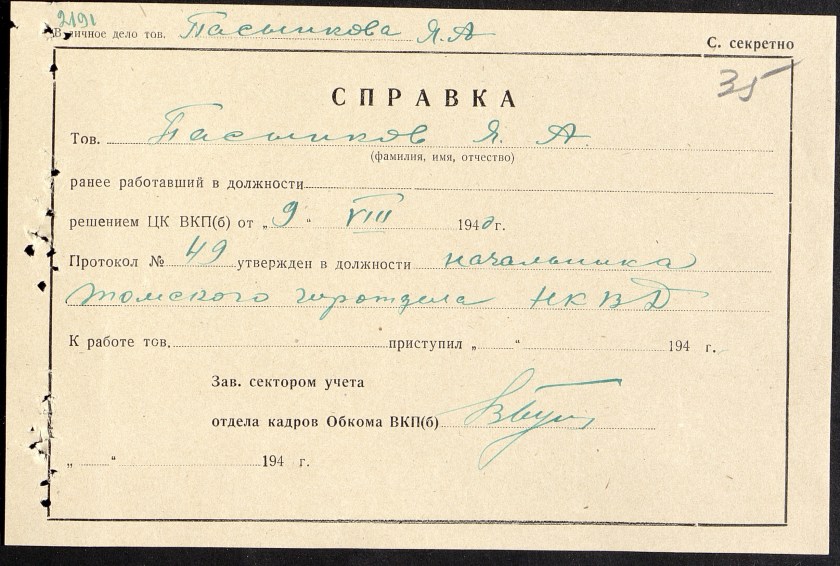 2191
В личное дело тов. Пасынкова Я. А
С. секретно
35
СПРАВКА
Тов. Пасынков Я. А.
(фамилия, имя, отчество)
ранее работавший в должности
решением ЦК ВКП(б) от „ 9 “ VIII 1940 г.
Протокол № 49 утвержден в должности начальника
Томского горотдела НКВД
К работе тов. приступил „ “ 194 г.
Зав. сектором учета
отдела кадров Обкома ВКП(б)
„ “ 194 г.